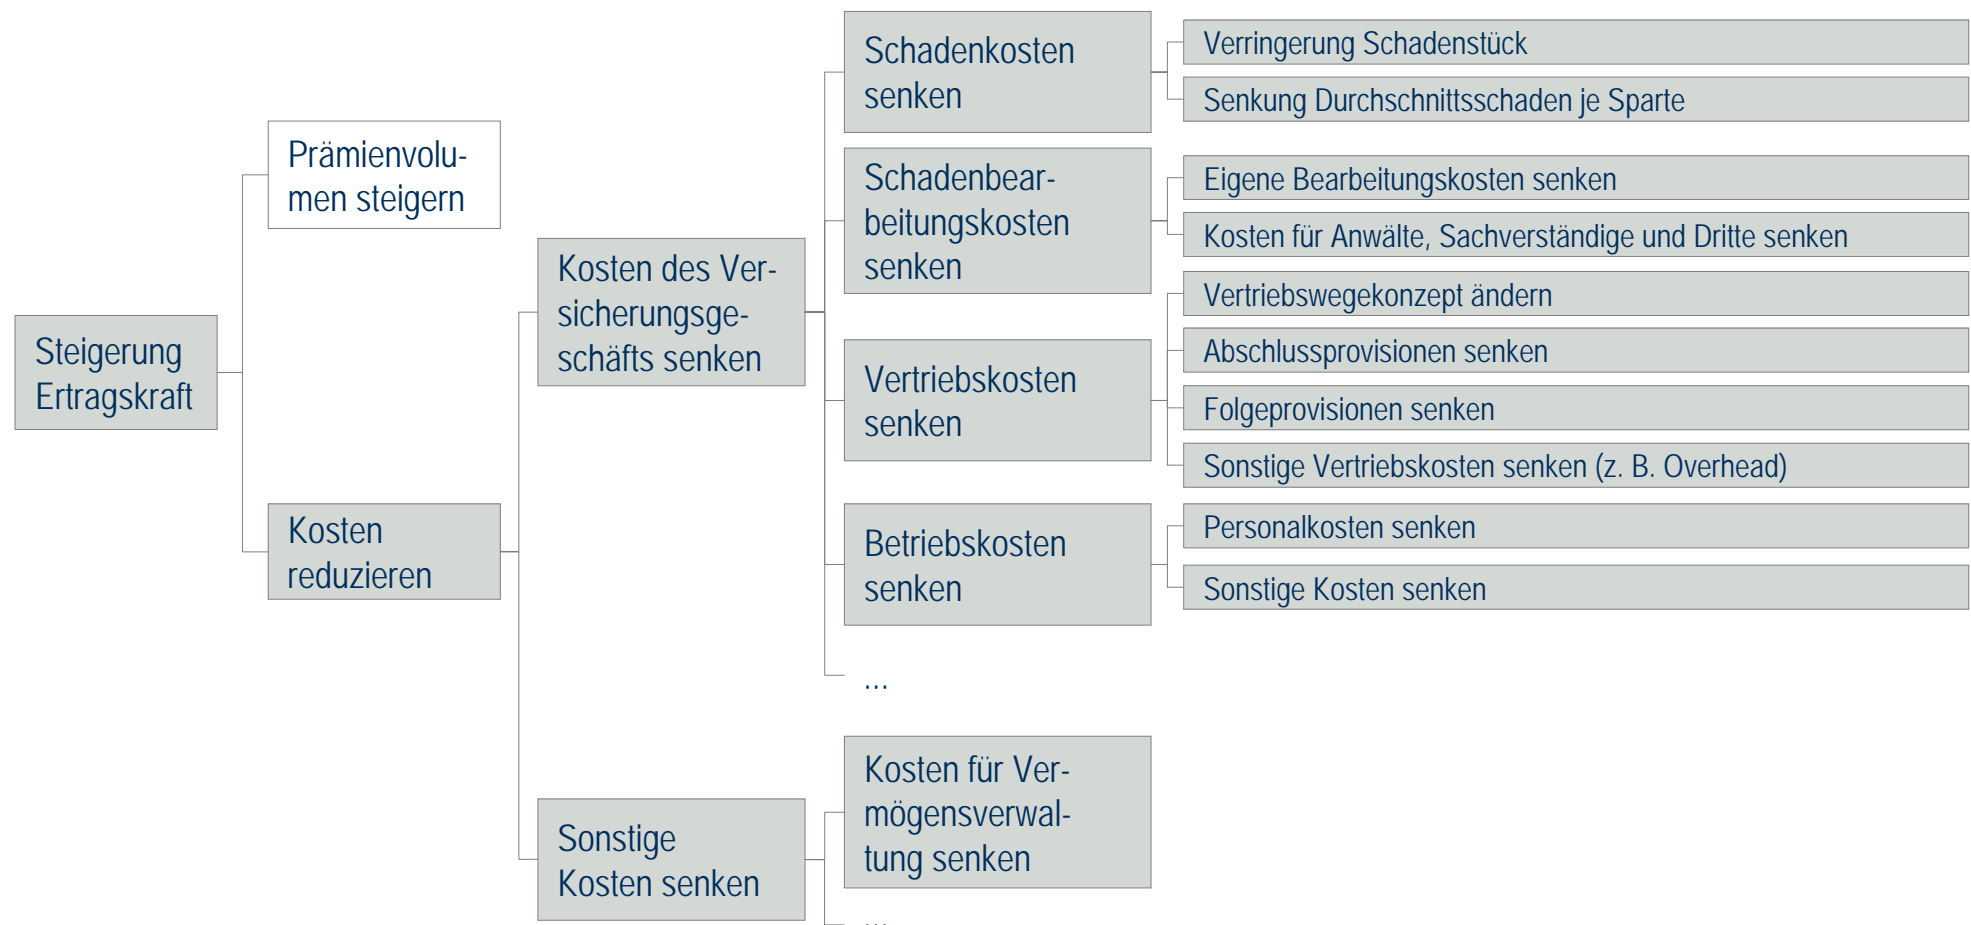 Steigerung
Ertragskraft
Prämienvolu-
men steigern
Kosten
reduzieren
Kosten des Ver-
sicherungsge-
schäfts senken
Sonstige
Kosten senken
Schadenkosten
senken
Schadenbear-
beitungskosten
senken
Vertriebskosten
senken
Betriebskosten
senken
...
Kosten für Ver-
mögensverwal-
tung senken
...
Verringerung Schadenstück
Senkung Durchschnittsschaden je Sparte
Eigene Bearbeitungskosten senken
Kosten für Anwälte, Sachverständige und Dritte senken
Vertriebswegekonzept ändern
Abschlussprovisionen senken
Folgeprovisionen senken
Sonstige Vertriebskosten senken (z. B. Overhead)
Personalkosten senken
Sonstige Kosten senken